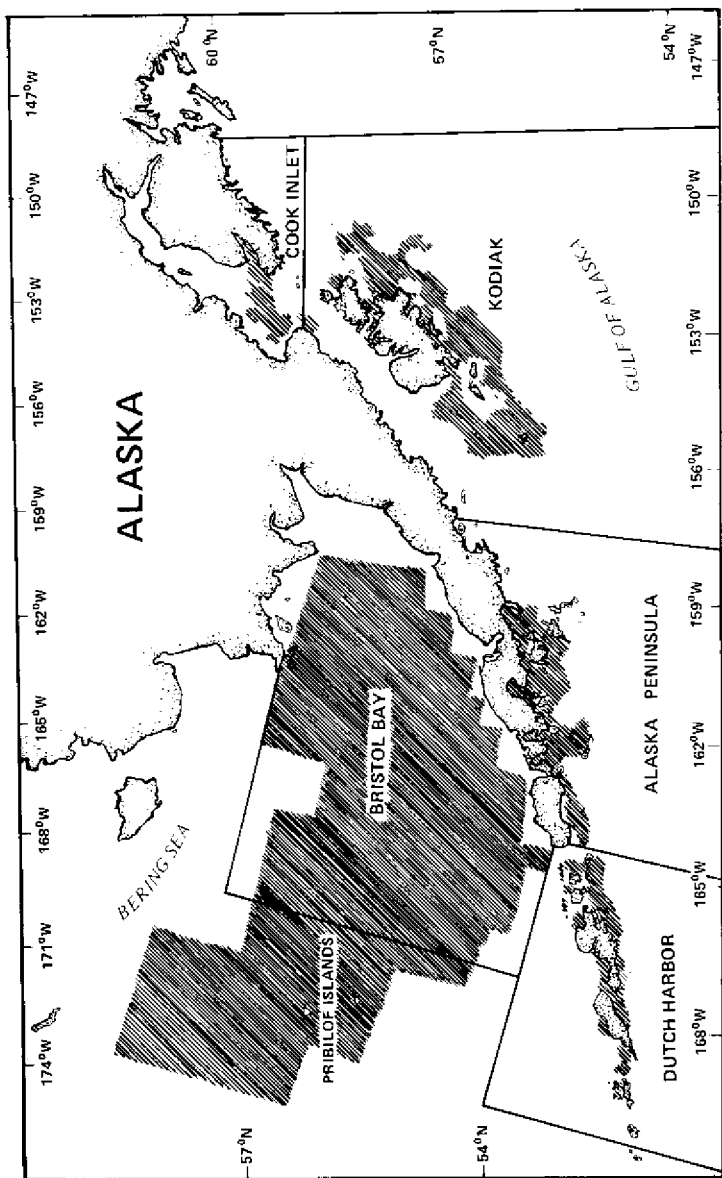 174°W
171°W
168°W
165°W
162°W
159°W
156°W
153°W
150°W
147°W
60°N
57°N
54°N
147°W
150°W
153°W
156°W
159°W
162°W
165°W
168°W
54°N
57°N
ALASKA
BERING SEA
COOK INLET
KODIAK
GULF OF ALASKA
BRISTOL BAY
PRIBILOF ISLANDS
ALASKA PENINSULA
DUTCH HARBOR